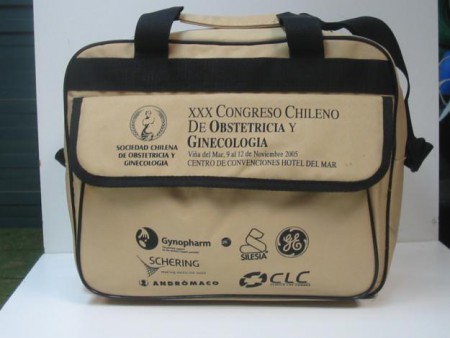 XXX CONGRESO CHILENO
DE OBSTETRICIA Y
GINECOLOGIA
Viña del Mar, 9 al 12 de Noviembre 2005
CENTRO DE CONVENCIONES HOTEL DEL MAR
SOCIEDAD CHILENA
DE OBSTETRICIA Y
GINECOLOGIA
Gynopharm
SILESIA
GE
SCHERING
ANDRÓMACO
CLC